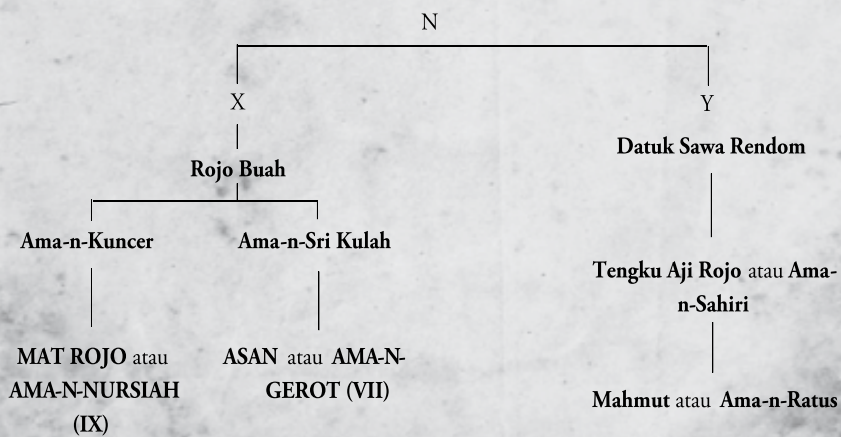 N
X
Y
Datuk Sawa Rendom
Rojo Buah
Ama-n-Kuncer
Ama-n-Sri Kulah
Tengku Aji Rojo atau Ama-
n-Sahiri
MAT ROJO atau
AMA-N-NURSIAH
(IX)
ASAN atau AMA-N-
GEROT (VII)
Mahmut atau Ama-n-Ratus